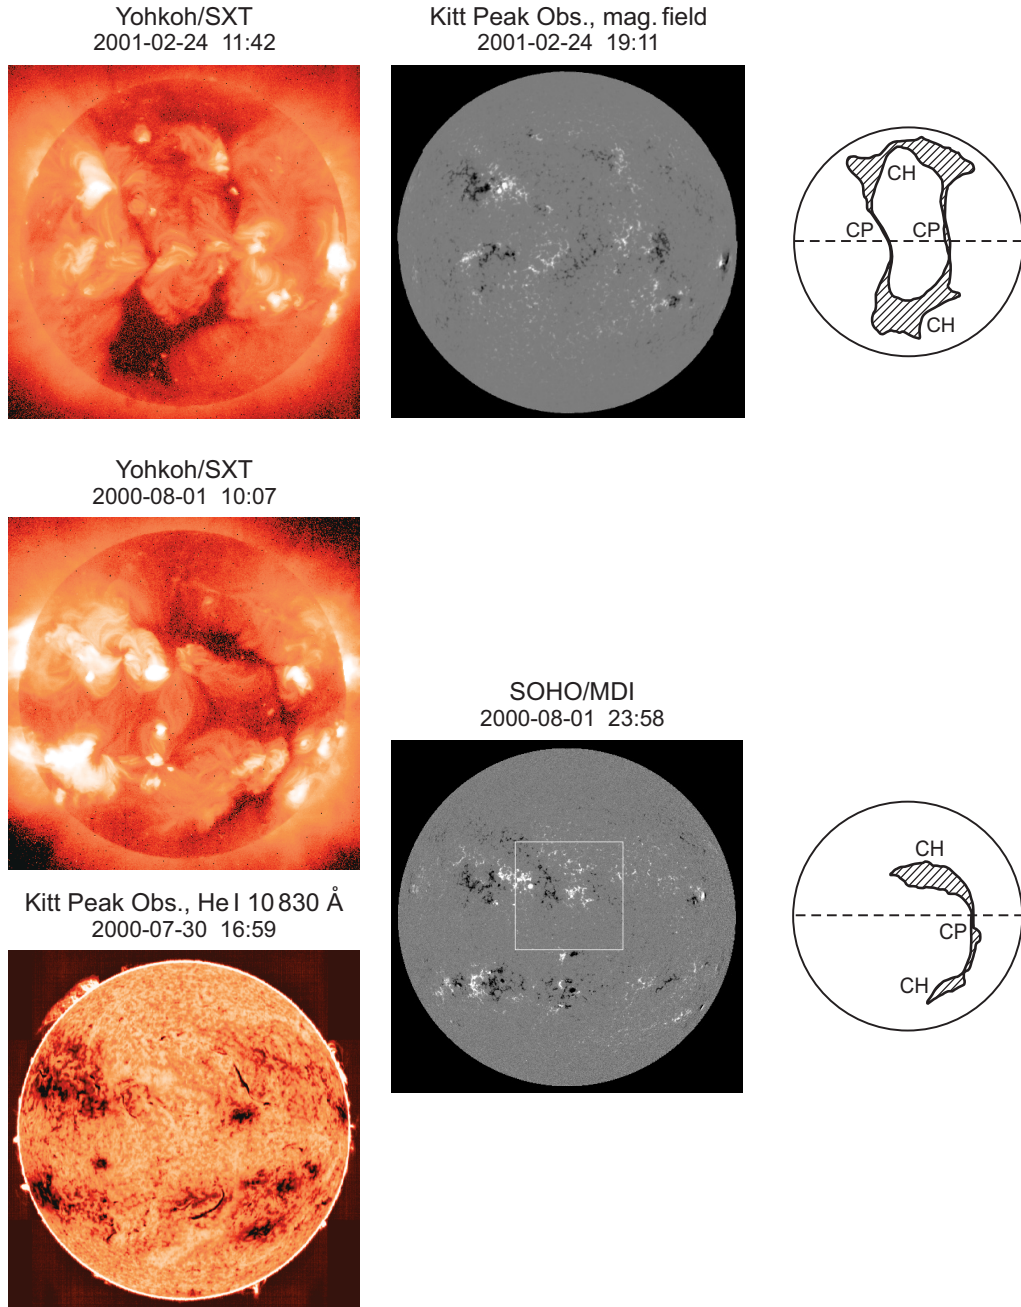 Yohkoh/SXT
2001-02-24 11:42
Kitt Peak Obs., mag. field
2001-02-24 19:11
CH
CP
CP
CH
Yohkoh/SXT
2000-08-01 10:07
SOHO/MDI
2000-08-01 23:58
CH
CP
CH
Kitt Peak Obs., He I 10 830 Å
2000-07-30 16:59